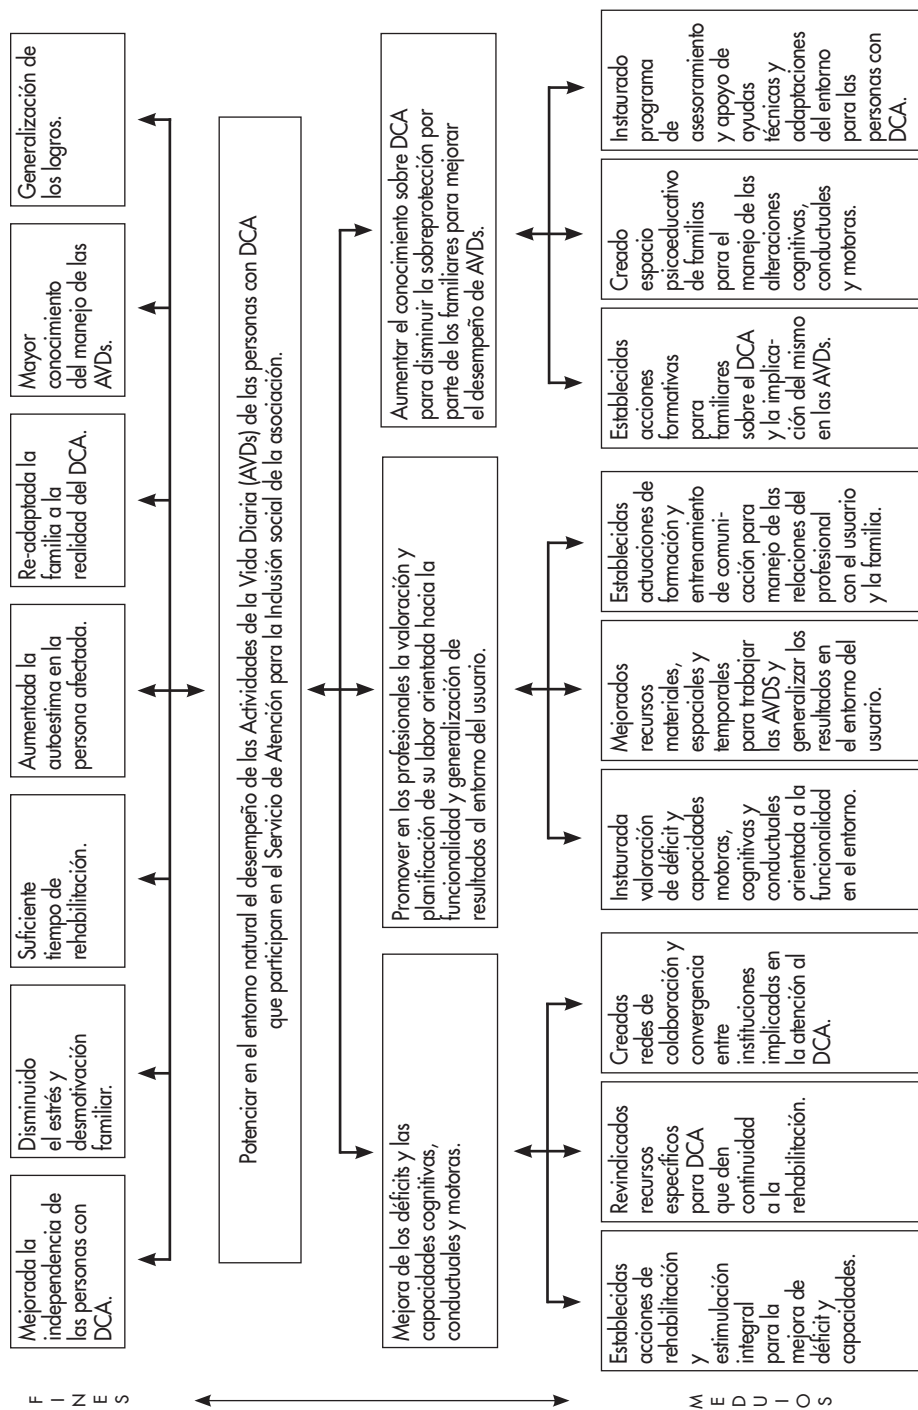 F
I
N
E
S
Mejorada la
independencia de
las personas con
DCA.
Disminuido
el estrés y
desmotivación
familiar.
Suficiente
tiempo de
rehabilitación.
Aumentada la
autoestima en la
persona afectada.
Re-adaptada la
familia a la
realidad del DCA.
Mayor
conocimiento
del manejo de las
AVDs.
Generalización de
los logros.
Potenciar en el entorno natural el desempeño de las Actividades de la Vida Diaria (AVDs) de las personas con DCA
que participan en el Servicio de Atención para la Inclusión social de la asociación.
Mejora de los déficits y las
capacidades cognitivas,
conductuales y motoras.
Promover en los profesionales la valoración y
planificación de su labor orientada hacia la
funcionalidad y generalización de
resultados al entorno del usuario.
Aumentar el conocimiento sobre DCA
para disminuir la sobreprotección por
parte de los familiares para mejorar
el desempeño de AVDs.
M
E
D
U
I
O
S
Establecidas
acciones de
rehabilitación
y
estimulación
integral
para la
mejora de
déficit y
capacidades.
Revindicados
recursos
específicos
para DCA
que den
continuidad
a la
rehabilitación.
Creadas
redes de
colaboración y
convergencia
entre
instituciones
implicadas en
la atención al
DCA.
Instaurada
valoración
de déficit y
capacidades
motoras,
cognitivas y
conductuales
orientada a la
funcionalidad
en el entorno.
Mejorados
recursos
materiales,
espaciales y
temporales
para trabajar
las AVDS y
generalizar los
resultados en
el entorno del
usuario.
Establecidas
actuaciones de
formación y
entrenamiento
de comuni-
cación para
manejo de las
relaciones del
profesional
con el usuario
y la familia.
Establecidas
acciones
formativas
para
familiares
sobre el DCA
y la implica-
ción del mismo
en las AVDs.
Creado
espacio
psicoeducativo
de familias
para el
manejo de las
alteraciones
cognitivas,
conductuales
y motoras.
Instaurado
programa
de
asesoramiento
y apoyo de
ayudas
técnicas y
adaptaciones
del entorno
para las
personas con
DCA.